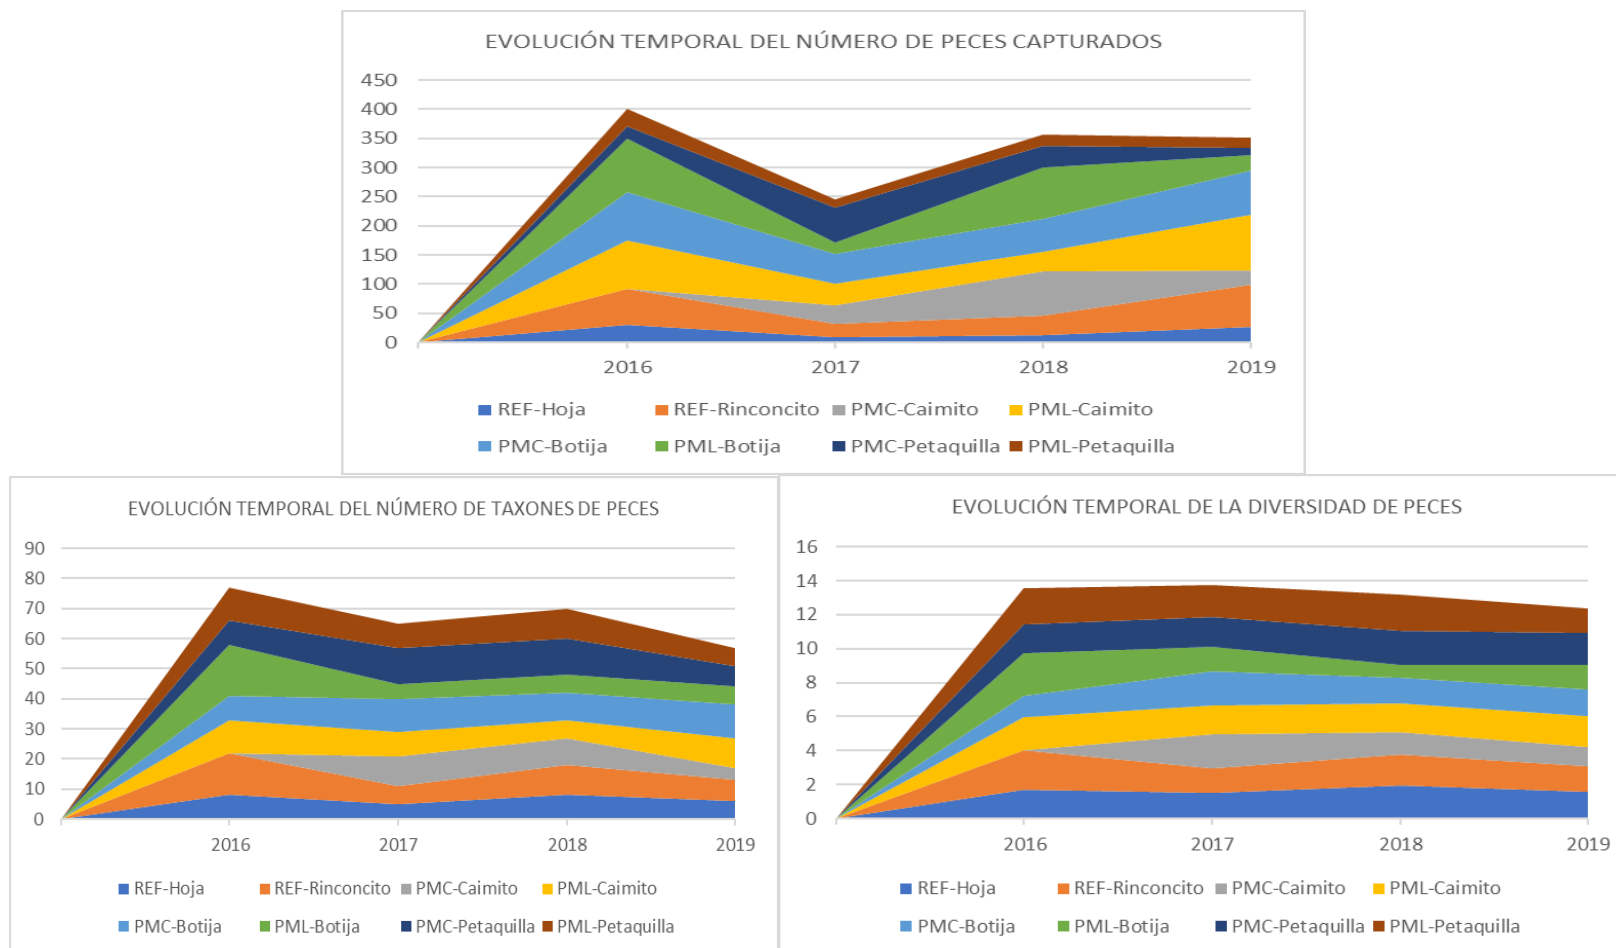 EVOLUCIÓN TEMPORAL DEL NÚMERO DE PECES CAPTURADOS
450
400
350
300
250
200
150
100
50
0
2016 2017 2018 2019
REF-Hoja REF-Rinconcito PMC-Caimito PML-Caimito
PMC-Botija PML-Botija PMC-Petaquilla PML-Petaquilla
EVOLUCIÓN TEMPORAL DEL NÚMERO DE TAXONES DE PECES
90
80
70
60
50
40
30
20
10
0
2016 2017 2018 2019
REF-Hoja REF-Rinconcito PMC-Caimito PML-Caimito
PMC-Botija PML-Botija PMC-Petaquilla PML-Petaquilla
EVOLUCIÓN TEMPORAL DE LA DIVERSIDAD DE PECES
16
14
12
10
8
6
4
2
0
2016 2017 2018 2019
REF-Hoja REF-Rinconcito PMC-Caimito PML-Caimito
PMC-Botija PML-Botija PMC-Petaquilla PML-Petaquilla